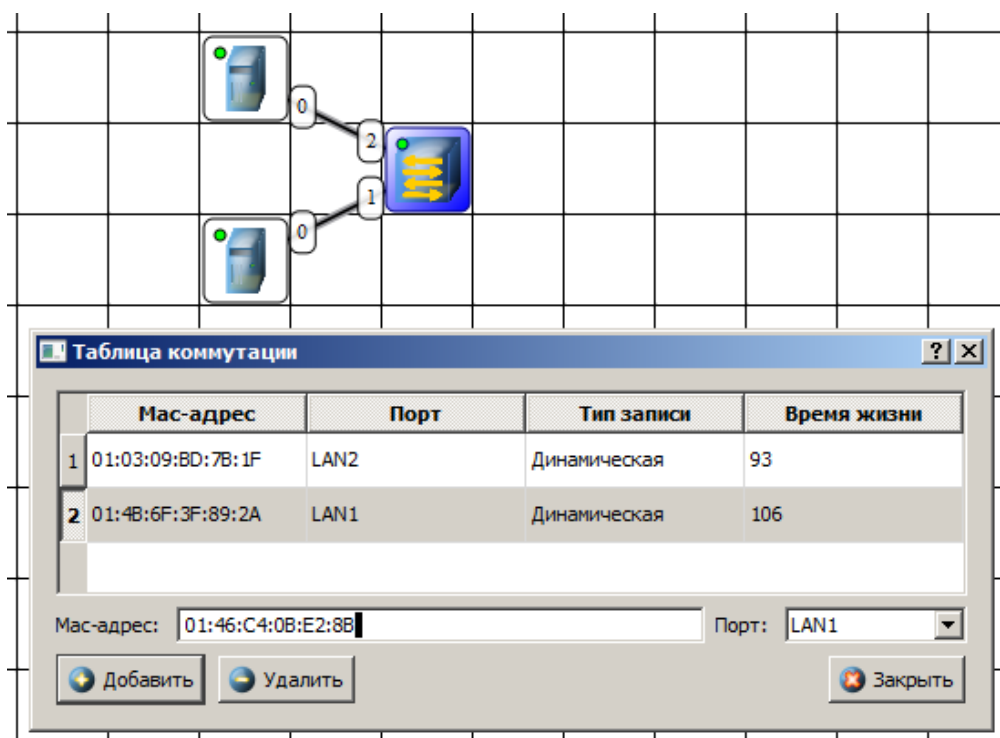 0
2
1
0
Таблица коммутации
Mac-адрес Порт Тип записи Время жизни
1 01:03:09:BD:7B:1F LAN2 Динамическая 93
2 01:4B:6F:3F:89:2A LAN1 Динамическая 106
Mac-адрес: 01:46:C4:0B:E2:8B Порт: LAN1
Добавить Удалить Закрыть